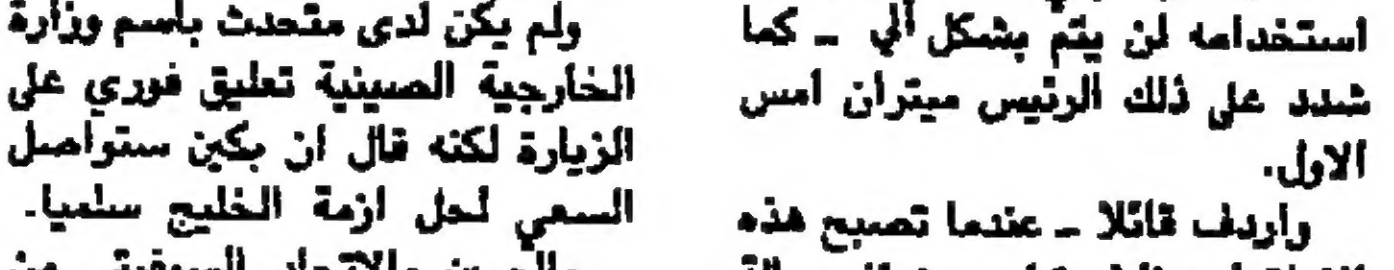 استخدامه لن يتم بشكل آلي ـ كما
شدد على ذلك الرئيس ميتران امس
الاول.
واردف قائلا ـ عندما تصبح هذه
ولم يكن لدى متحدث باسم وزارة
الخارجية الصينية تعليق فوري على
الزيارة لكنه قال ان بكين ستواصل
السعي لحل ازمة الخليج سلميا.
والاتحاد السوفيتي